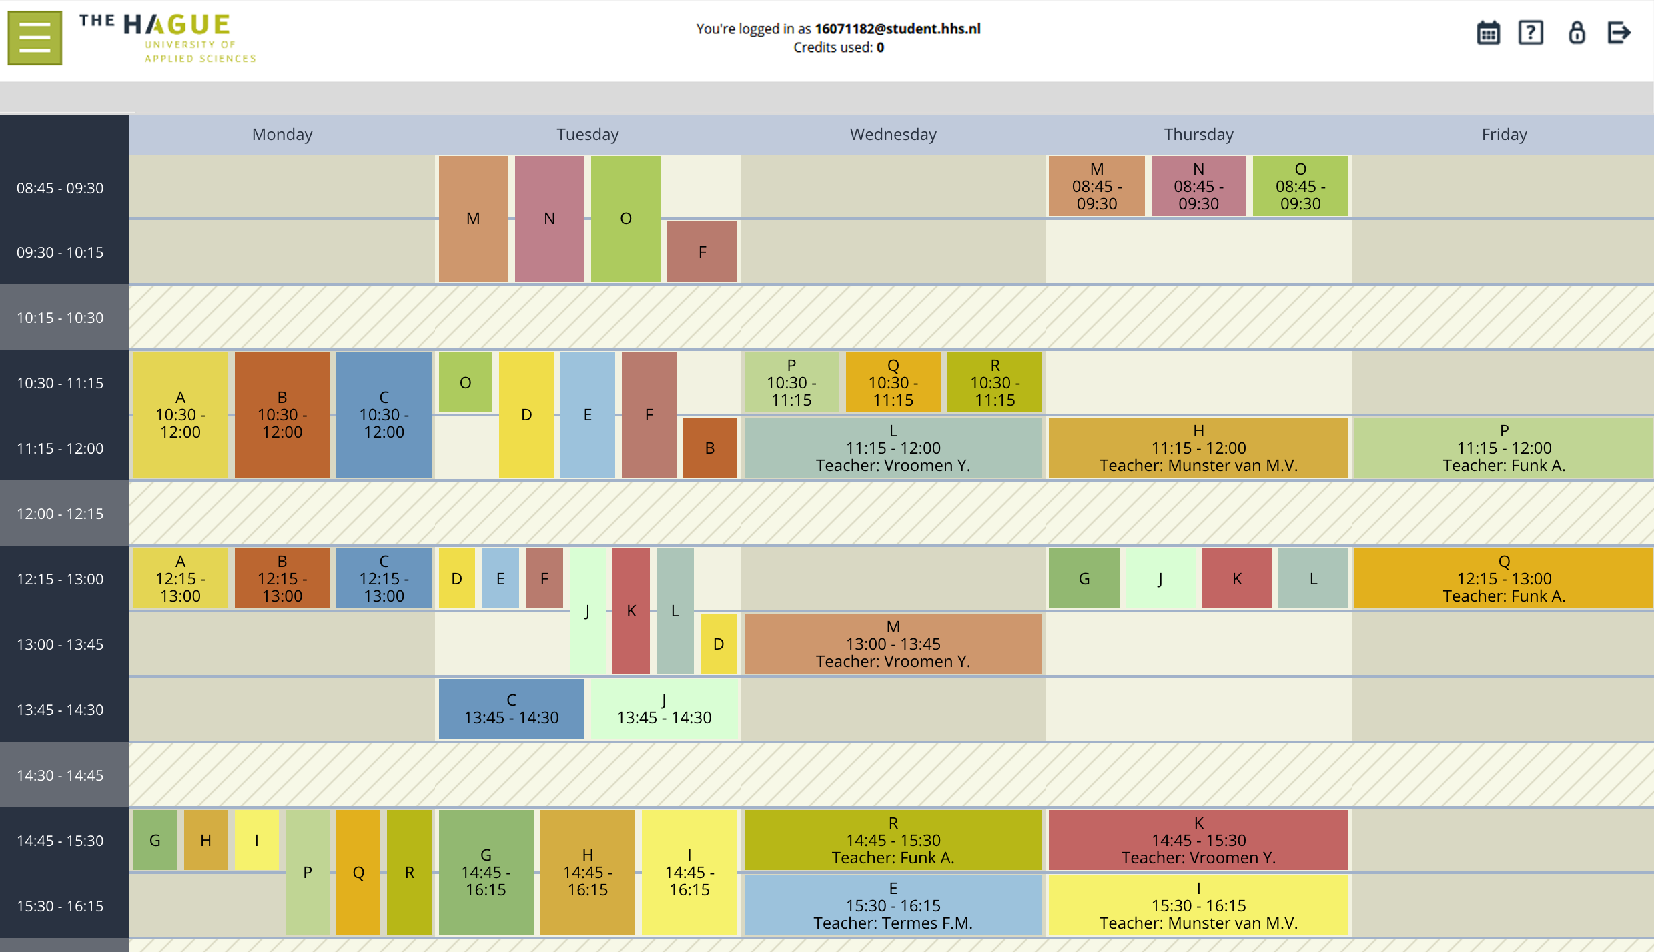 THE HAGUE
UNIVERSITY OF
APPLIED SCIENCES
You're logged in as 16071182@student.hhs.nl
Credits used: 0
?
Monday
Tuesday
Wednesday
Thursday
Friday
08:45 - 09:30
M
N
O
M
08:45 -
09:30
N
08:45 -
09:30
O
08:45 -
09:30
09:30 - 10:15
F
10:15 - 10:30
10:30 - 11:15
A
10:30 -
12:00
B
10:30 -
12:00
C
10:30 -
12:00
O
D
E
F
P
10:30 -
11:15
Q
10:30 -
11:15
R
10:30 -
11:15
11:15 - 12:00
B
L
11:15 - 12:00
Teacher: Vroomen Y.
H
11:15 - 12:00
Teacher: Munster van M.V.
P
11:15 - 12:00
Teacher: Funk A.
12:00 - 12:15
12:15 - 13:00
A
12:15 -
13:00
B
12:15 -
13:00
C
12:15 -
13:00
D
E
F
J
K
L
G
J
K
L
Q
12:15 - 13:00
Teacher: Funk A.
13:00 - 13:45
D
M
13:00 - 13:45
Teacher: Vroomen Y.
13:45 - 14:30
C
13:45 - 14:30
J
13:45 - 14:30
14:30 - 14:45
14:45 - 15:30
G
H
I
P
Q
R
G
14:45 -
16:15
H
14:45 -
16:15
I
14:45 -
16:15
R
14:45 - 15:30
Teacher: Funk A.
K
14:45 - 15:30
Teacher: Vroomen Y.
15:30 - 16:15
E
15:30 - 16:15
Teacher: Termes F.M.
I
15:30 - 16:15
Teacher: Munster van M.V.